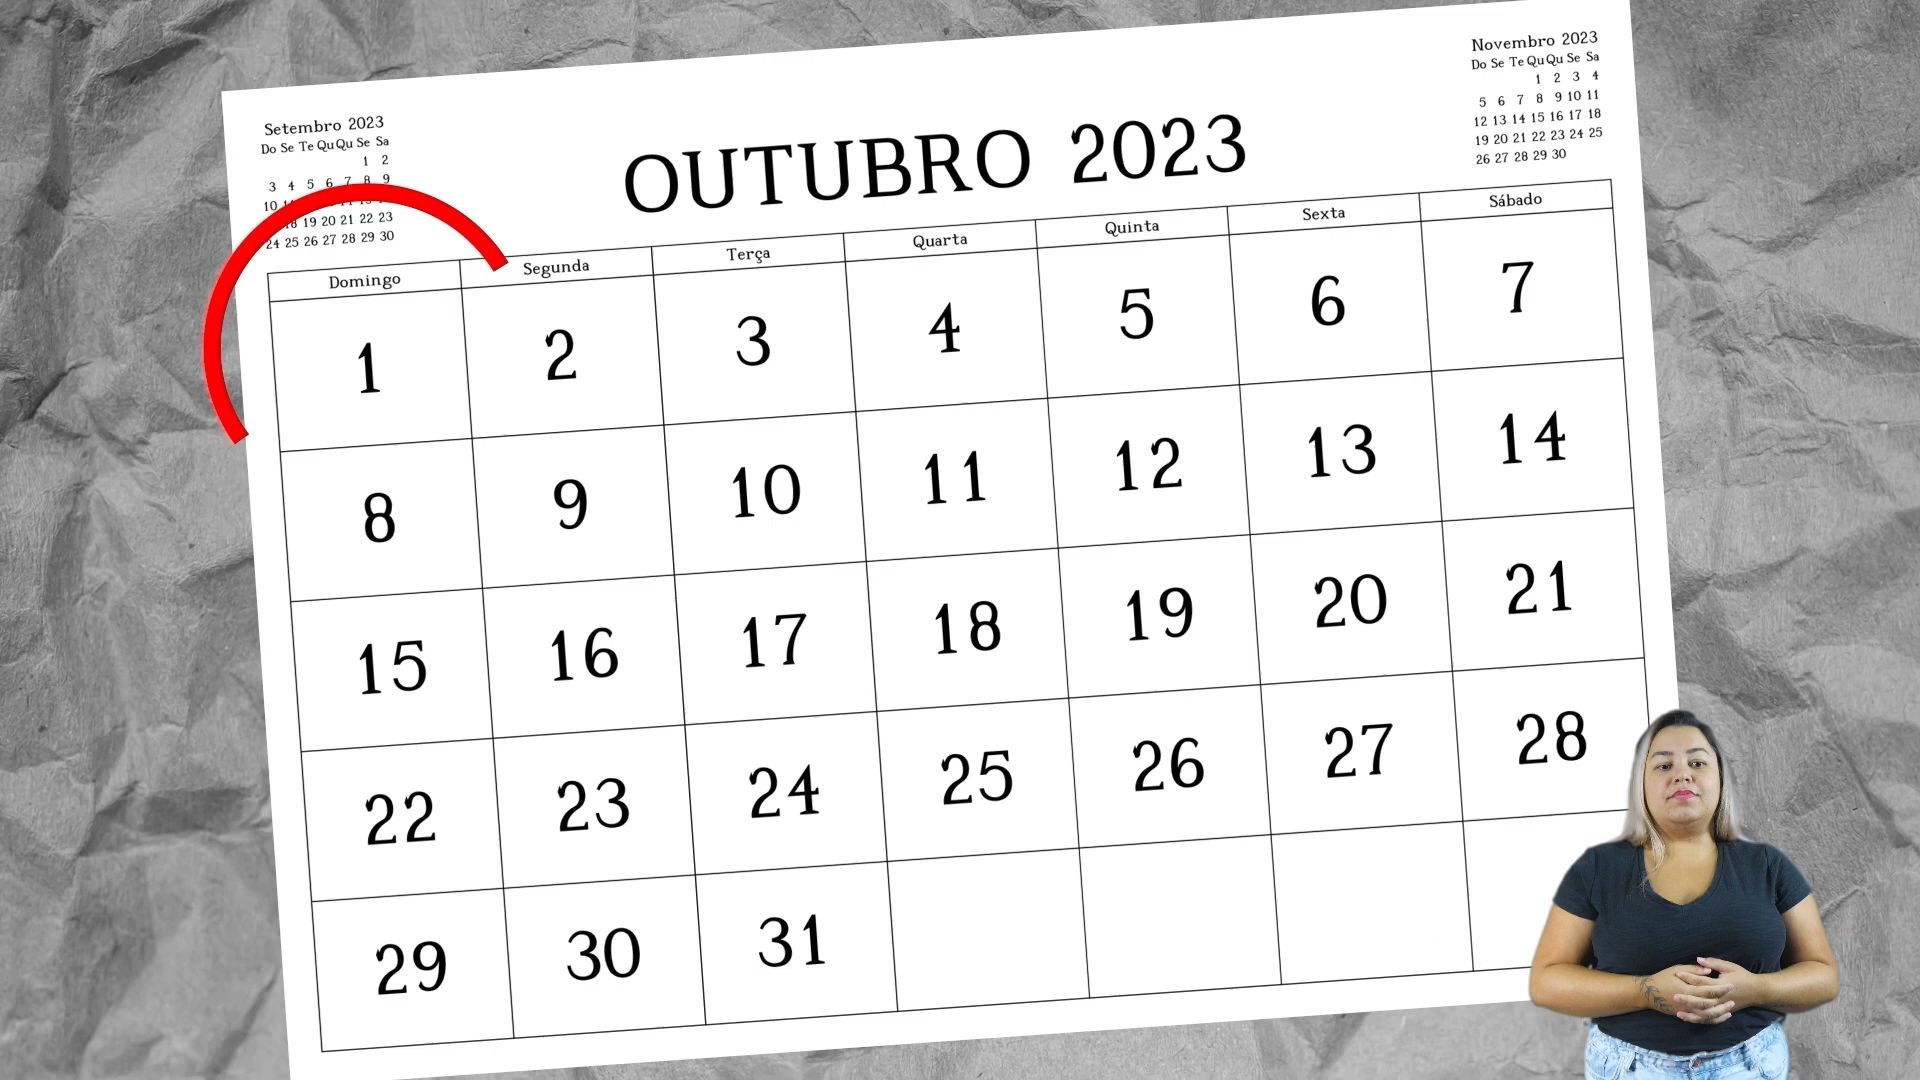 Setembro 2023
Do Se Te Qu Qu Se Sa
1 2
3 4 5 6 7 8 9
10
18 19 20 21 22 23
24 25 26 27 28 29 30
OUTUBRO 2023
Novembro 2023
Do Se Te Qu Qu Se Sa
1 2 3 4
5 6 7 8 9 10 11
12 13 14 15 16 17 18
19 20 21 22 23 24 25
26 27 28 29 30
Domingo Segunda Terça Quarta Quinta Sexta Sábado
1 2 3 4 5 6 7
8 9 10 11 12 13 14
15 16 17 18 19 20 21
22 23 24 25 26 27 28
29 30 31